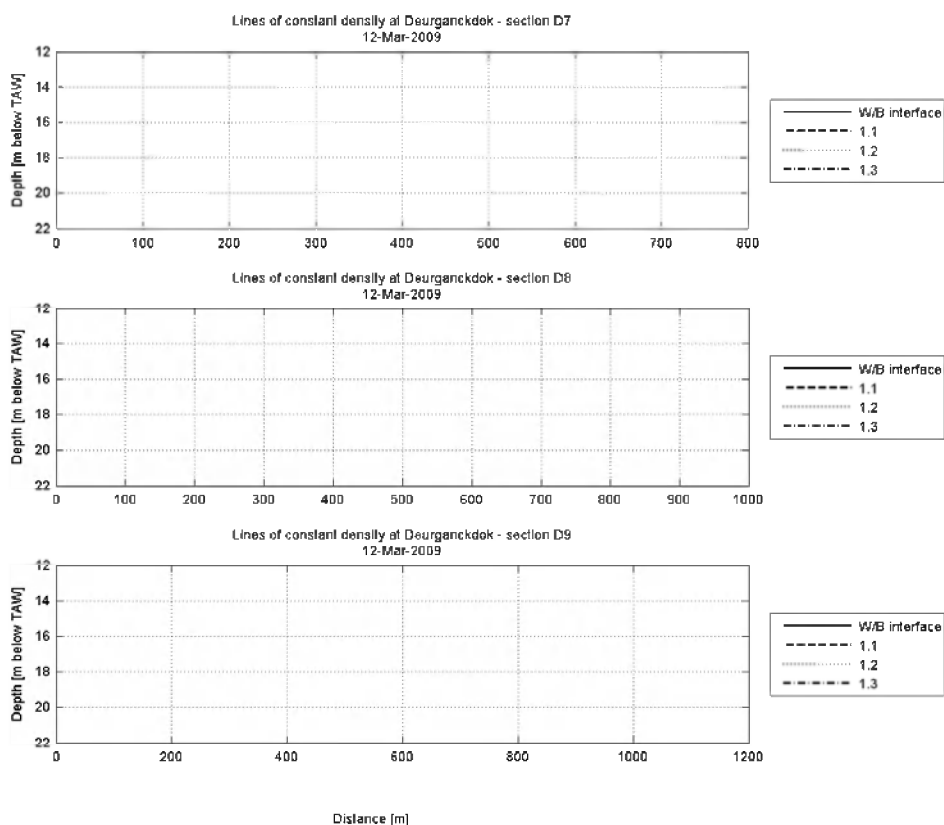 Lines of constant density at Deurganckdok - section D7
12-Mar-2009
Depth [m below TAW]
12
14
16
18
20
22
0 100 200 300 400 500 600 700 800
W/B interface
1.1
1.2
1.3
Lines of constant density at Deurganckdok - section D8
12-Mar-2009
Depth [m below TAW]
12
14
16
18
20
22
0 100 200 300 400 500 600 700 800 900 1000
W/B interface
1.1
1.2
1.3
Lines of constant density at Deurganckdok - section D9
12-Mar-2009
Depth [m below TAW]
12
14
16
18
20
22
0 200 400 600 800 1000 1200
W/B interface
1.1
1.2
1.3
Distance [m]